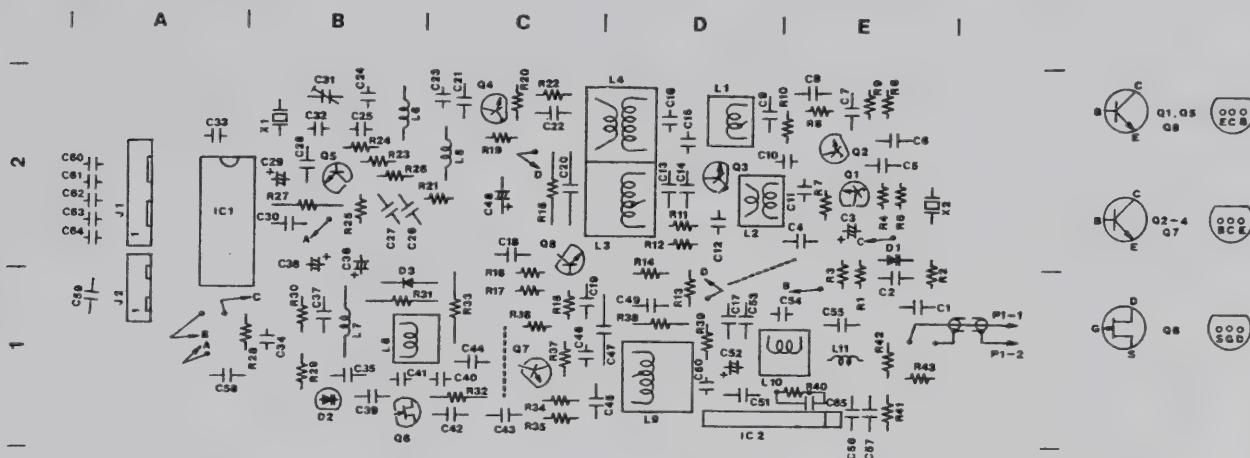 A B C D E
2
C31
C24
C23
C21
Q4
R20
R22
L4
L1
C8
C7
R9
R8
C33
X1
C32
C25
L6
C22
C16
C15
C9
R10
R6
C6
C60
C61
C62
C63
C64
J1
1
IC1
C29
C28
Q5
R24
R23
R26
R21
L5
R19
D
C20
R15
C48
C13
C14
Q3
C10
Q2
C5
Q1
R7
C11
R27
C30
A
R25
C27
C26
L3
R11
R12
C12
L2
C4
C3
C
R4
R5
X2
C18
Q8
C38
C36
D3
R16
R17
R14
D
R13
D1
C2
R3
R1
R2
B
1
C59
J2
1
C
B
A
C58
R28
C34
R30
C37
L7
R29
R31
L8
R33
R18
C19
R36
C46
C47
C49
R38
R39
C17
C53
C54
C55
C1
P1-1
P1-2
C35
D2
C39
C41
Q6
C40
C44
R32
C42
C43
Q7
R37
R34
R35
C45
L9
C50
C52
C51
L10
L11
R42
R43
R40
C65
R41
IC2
C56
C57
B C E Q1,Q5 Q8 E C B
B C E Q2-4 Q7 B C E
G D S Q6 S G D